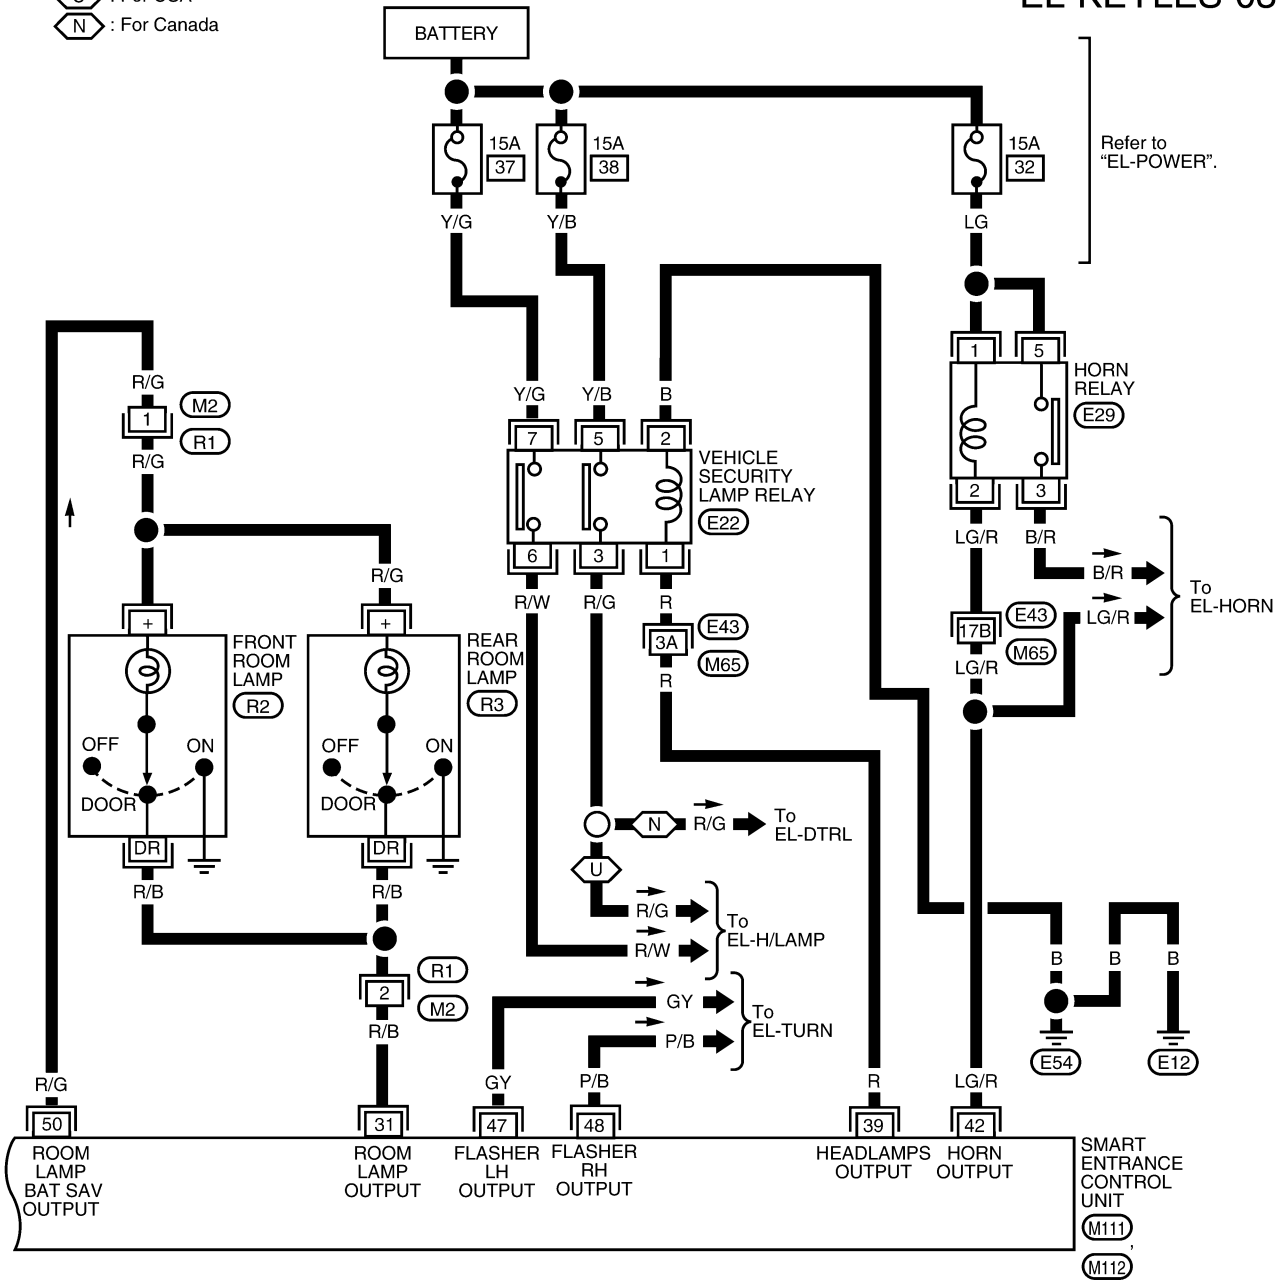 N : For Canada
BATTERY
15A
37
15A
38
15A
32
Refer to
“EL-POWER”.
Y/G
Y/B
LG
1
5
HORN
RELAY
E29
2
3
LG/R
B/R
B/R
LG/R
To
EL-HORN
17B
E43
M65
LG/R
R/G
1
M2
R1
R/G
R/G
Y/G
Y/B
B
7
5
2
VEHICLE
SECURITY
LAMP RELAY
E22
6
3
1
R/W
R/G
R
3A
E43
M65
R
+
+
FRONT
ROOM
LAMP
R2
REAR
ROOM
LAMP
R3
OFF
ON
DOOR
OFF
ON
DOOR
DR
DR
R/B
R/B
N
R/G
To
EL-DTRL
U
R/G
R/W
To
EL-H/LAMP
R1
2
M2
R/B
GY
P/B
To
EL-TURN
B
B
B
E54
E12
R/G
GY
P/B
R
LG/R
50
31
47
48
39
42
ROOM
LAMP
BAT SAV
OUTPUT
ROOM
LAMP
OUTPUT
FLASHER
LH
OUTPUT
FLASHER
RH
OUTPUT
HEADLAMPS
OUTPUT
HORN
OUTPUT
SMART
ENTRANCE
CONTROL
UNIT
M111
,
M112